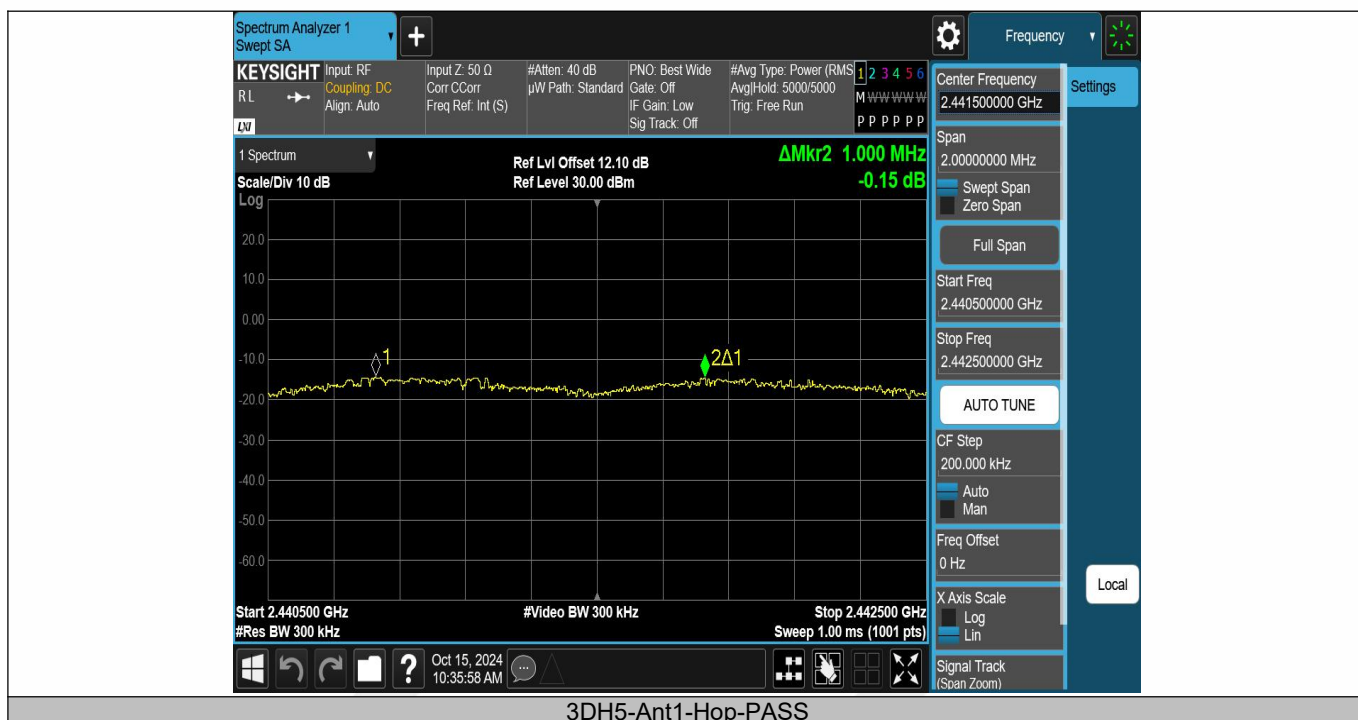 Spectrum Analyzer 1
Swept SA
+
Frequency
KEYSIGHT
RL
LXI
Input: RF
Coupling: DC
Align: Auto
Input Z: 50 Ω
Corr CCorr
Freq Ref: Int (S)
#Atten: 40 dB
µW Path: Standard
PNO: Best Wide
Gate: Off
IF Gain: Low
Sig Track: Off
#Avg Type: Power (RMS
Avg|Hold: 5000/5000
Trig: Free Run
1 2 3 4 5 6
M W W W W W
P P P P P P
1 Spectrum
Scale/Div 10 dB
Log
Ref Lvl Offset 12.10 dB
Ref Level 30.00 dBm
ΔMkr2 1.000 MHz
-0.15 dB
20.0
10.0
0.00
-10.0
-20.0
-30.0
-40.0
-50.0
-60.0
1
2Δ1
Start 2.440500 GHz
#Res BW 300 kHz
#Video BW 300 kHz
Stop 2.442500 GHz
Sweep 1.00 ms (1001 pts)
Center Frequency
2.441500000 GHz
Settings
Span
2.00000000 MHz
Swept Span
Zero Span
Full Span
Start Freq
2.440500000 GHz
Stop Freq
2.442500000 GHz
AUTO TUNE
CF Step
200.000 kHz
Auto
Man
Freq Offset
0 Hz
X Axis Scale
Log
Lin
Local
Signal Track
(Span Zoom)
?
Oct 15, 2024
10:35:58 AM
3DH5-Ant1-Hop-PASS